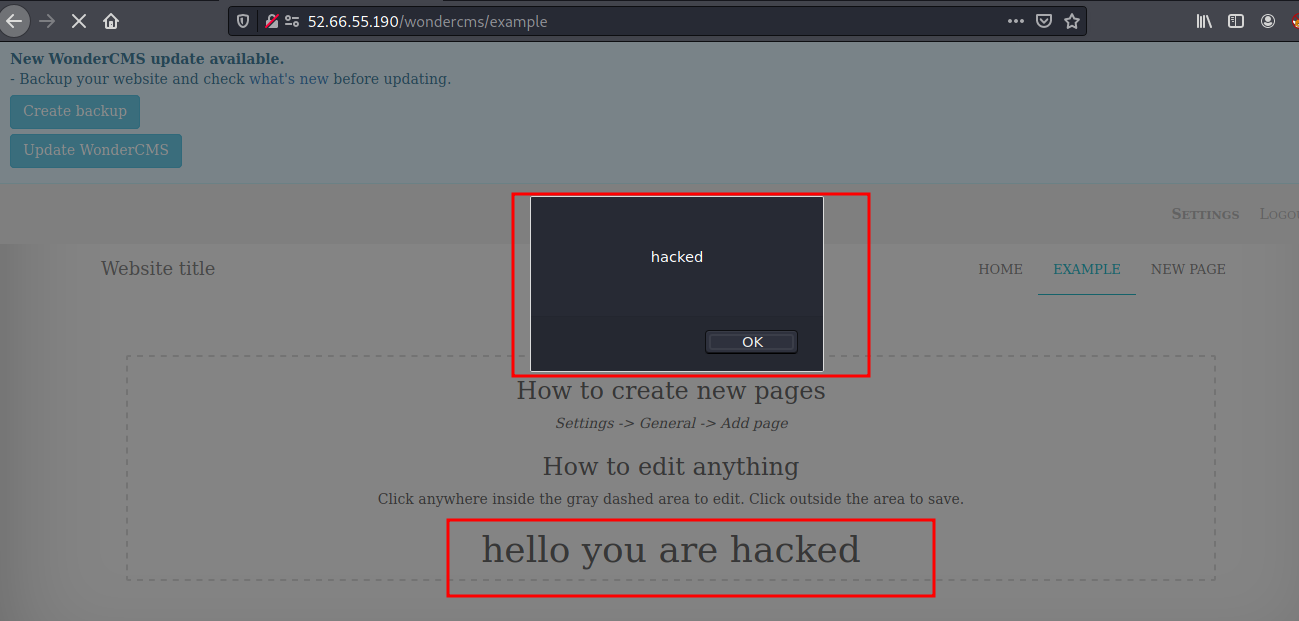 52.66.55.190/wondercms/example
New WonderCMS update available.
- Backup your website and check what's new before updating.
Create backup
Update WonderCMS
SETTINGS LOGOU
hacked
OK
Website title
HOME EXAMPLE NEW PAGE
How to create new pages
Settings -> General -> Add page
How to edit anything
Click anywhere inside the gray dashed area to edit. Click outside the area to save.
hello you are hacked